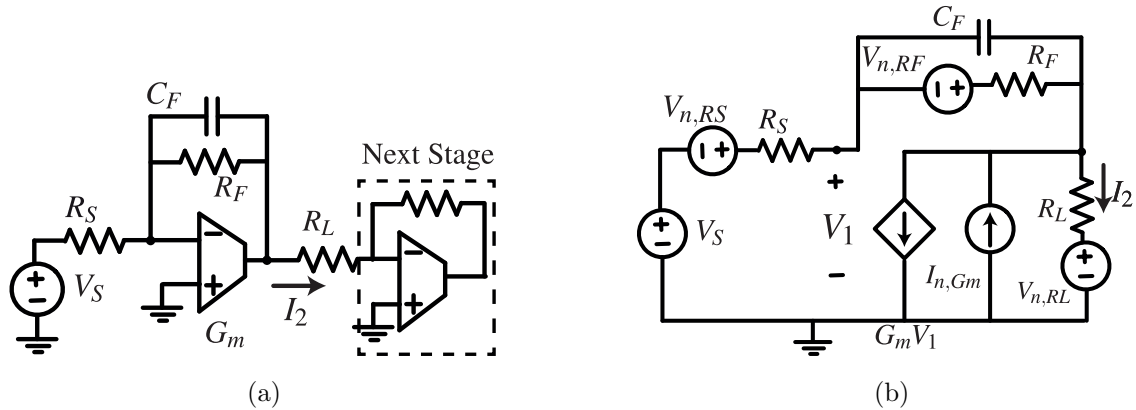 C_F
R_F
R_S
V_S
G_m
R_L
I_2
Next Stage
(a)
C_F
V_{n,RF}
R_F
V_{n,RS}
R_S
V_S
V_1
G_mV_1
I_{n,Gm}
R_L
I_2
V_{n,RL}
(b)